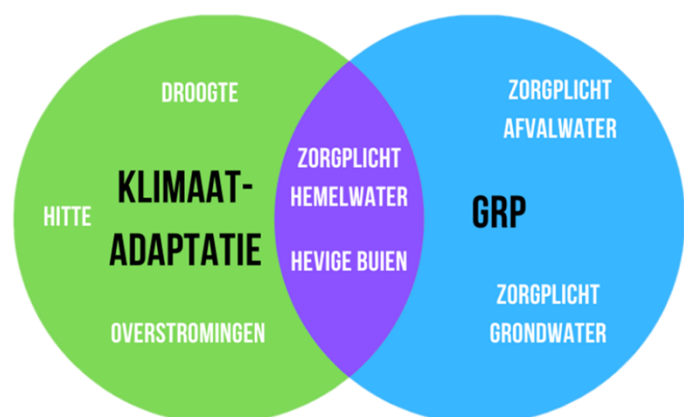 DROOGTE
HITTE
KLIMAAT-
ADAPTATIE
OVERSTROMINGEN
ZORGPLICHT
HEMELWATER
HEVIGE BUIEN
ZORGPLICHT
AFVALWATER
GRP
ZORGPLICHT
GRONDWATER